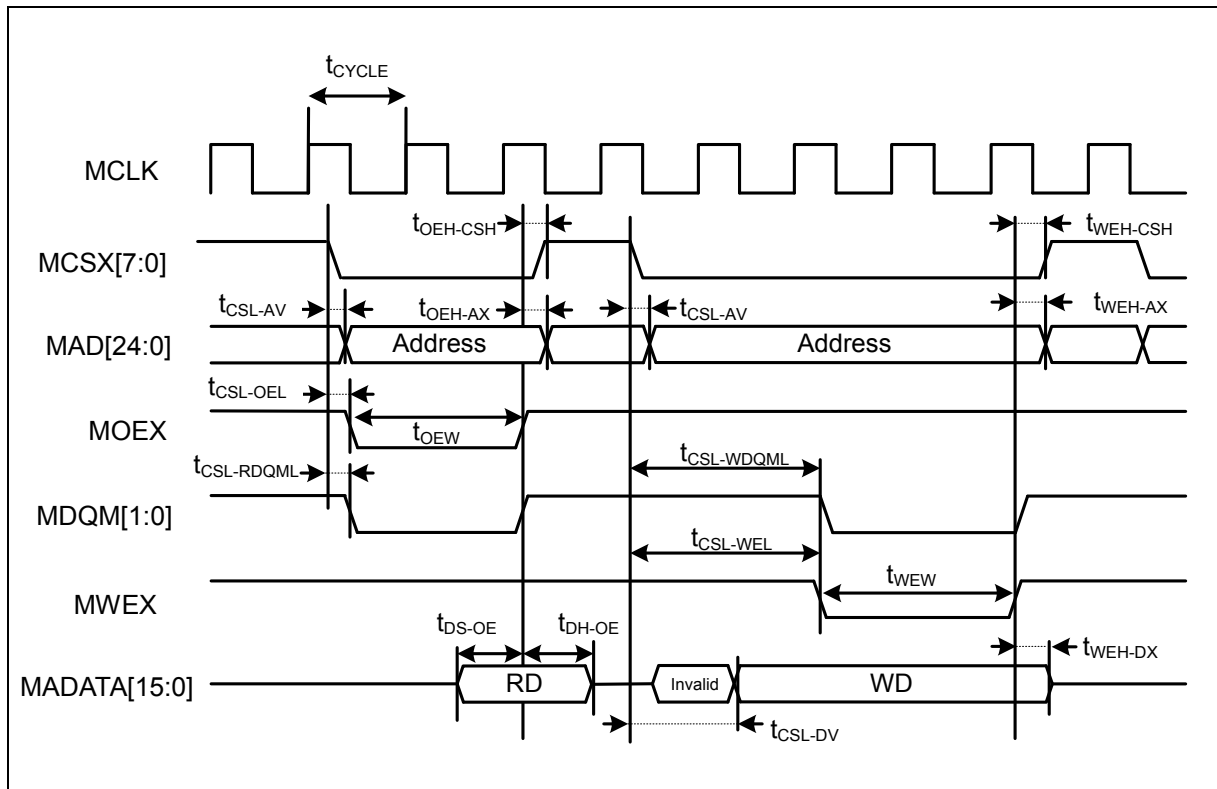 tCYCLE
MCLK
tOEH-CSH
tWEH-CSH
MCSX[7:0]
tCSL-AV
tOEH-AX
tCSL-AV
tWEH-AX
MAD[24:0]
Address
Address
tCSL-OEL
MOEX
tOEW
tCSL-WDQML
tCSL-RDQML
MDQM[1:0]
tCSL-WEL
tWEW
MWEX
tDS-OE
tDH-OE
tWEH-DX
MADATA[15:0]
RD
Invalid
WD
tCSL-DV